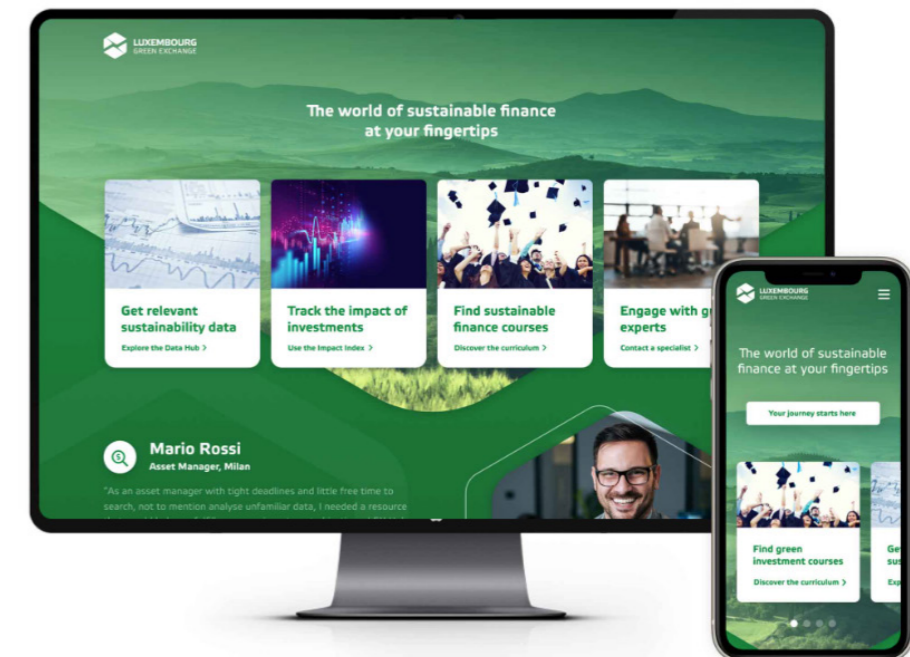 LUXEMBOURG
GREEN EXCHANGE
The world of sustainable finance
at your fingertips
Get relevant
sustainability data
Explore the Data Hub >
Track the impact of
investments
Use the Impact Index >
Find sustainable
finance courses
Discover the curriculum >
Engage with
experts
Contact a specialist >
Mario Rossi
Asset Manager, Milan
"As an asset manager with tight deadlines and little free time to
search, not to mention analyse unfamiliar data, I needed a resource
LUXEMBOURG
GREEN EXCHANGE
The world of sustainable
finance at your fingertips
Your journey starts here
Find green
investment courses
Discover the curriculum >